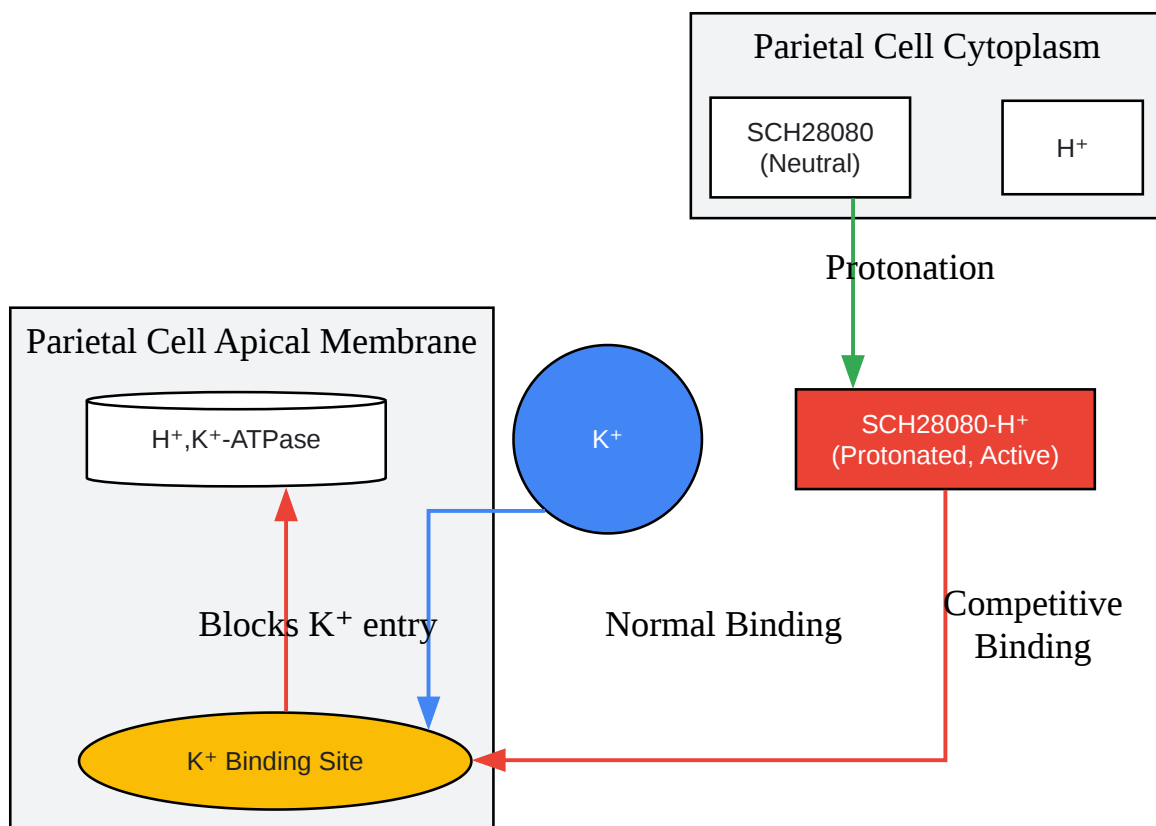 Parietal Cell Cytoplasm
SCH28080
(Neutral)
H⁺
Protonation
Parietal Cell Apical Membrane
H⁺,K⁺-ATPase
K⁺
SCH28080-H⁺
(Protonated, Active)
Blocks K⁺ entry
Normal Binding
Competitive
Binding
K⁺ Binding Site